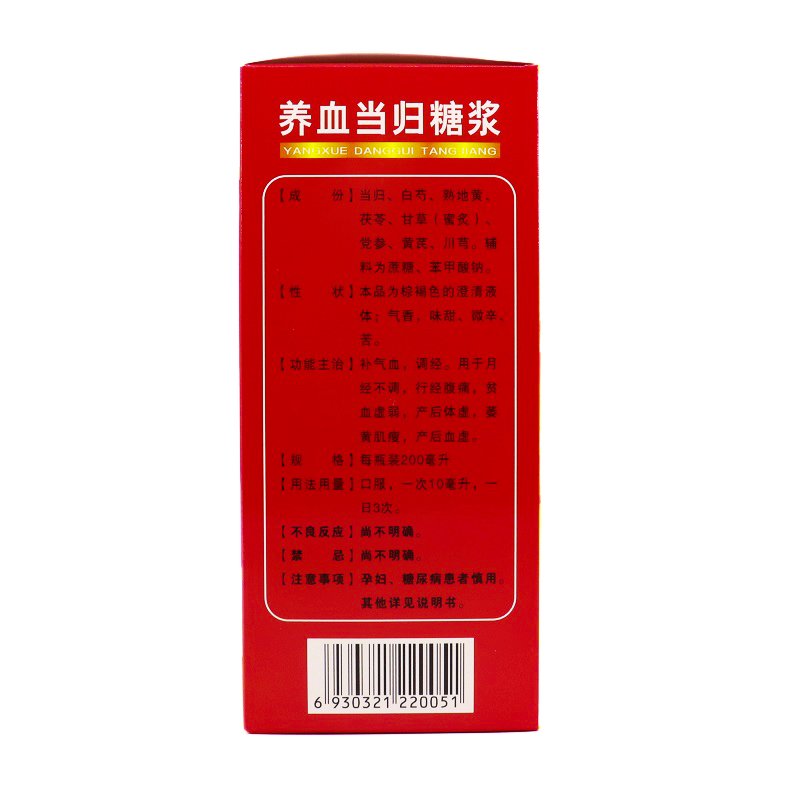 养血当归糖浆
YANGXUE DANGGUI TANGJIANG
【成 份】当归、白芍、熟地黄、
茯苓、甘草（蜜炙）、
党参、黄芪、川芎。辅
料为蔗糖、苯甲酸钠。
【性 状】本品为棕褐色的澄清液
体；气香，味甜、微辛、
苦。
【功能主治】补气血，调经。用于月
经不调，行经腹痛，贫
血虚弱，产后体虚，萎
黄肌瘦，产后血虚。
【规 格】每瓶装200毫升
【用法用量】口服，一次10毫升，一
日3次。
【不良反应】尚不明确。
【禁 忌】尚不明确。
【注意事项】孕妇、糖尿病患者慎用。
其他详见说明书。
6 930321 220051